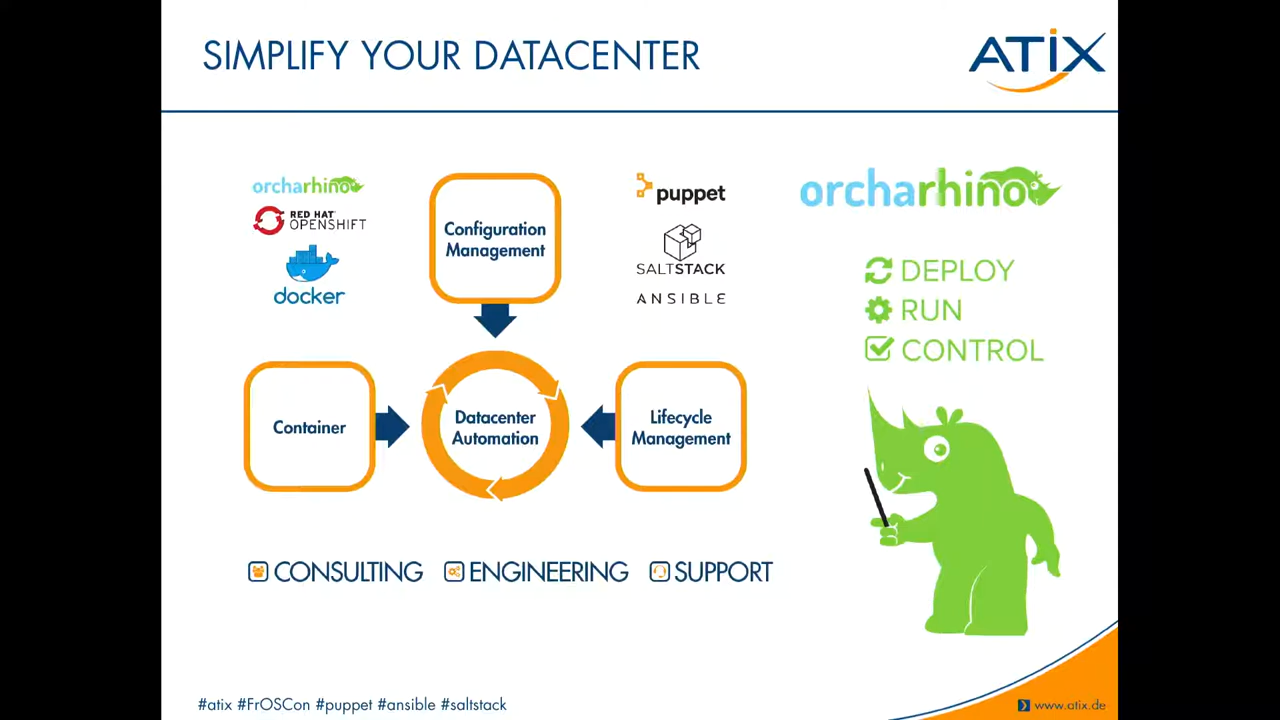 SIMPLIFY YOUR DATACENTER
ATIX
orcharhino
RED HAT
OPENSHIFT
docker
Configuration
Management
puppet
SALTSTACK
ANSIBLE
orcharhino
DEPLOY
RUN
CONTROL
Container
Datacenter
Automation
Lifecycle
Management
CONSULTING
ENGINEERING
SUPPORT
#atix #FrOSCon #puppet #ansible #saltstack
www.atix.de